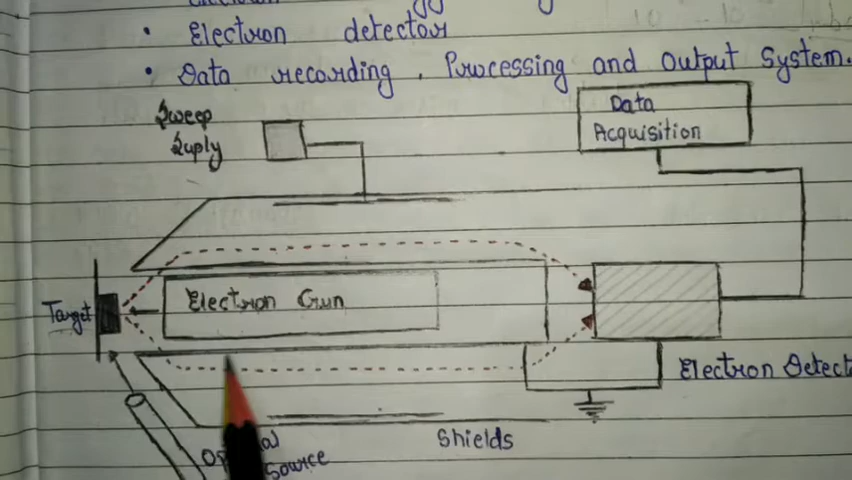 • Electron detector
• Data recording, Processing and Output System.
Sweep
Suply
Data
Acquisition
Electron Gun
Target
Electron Detect
Shields
Source